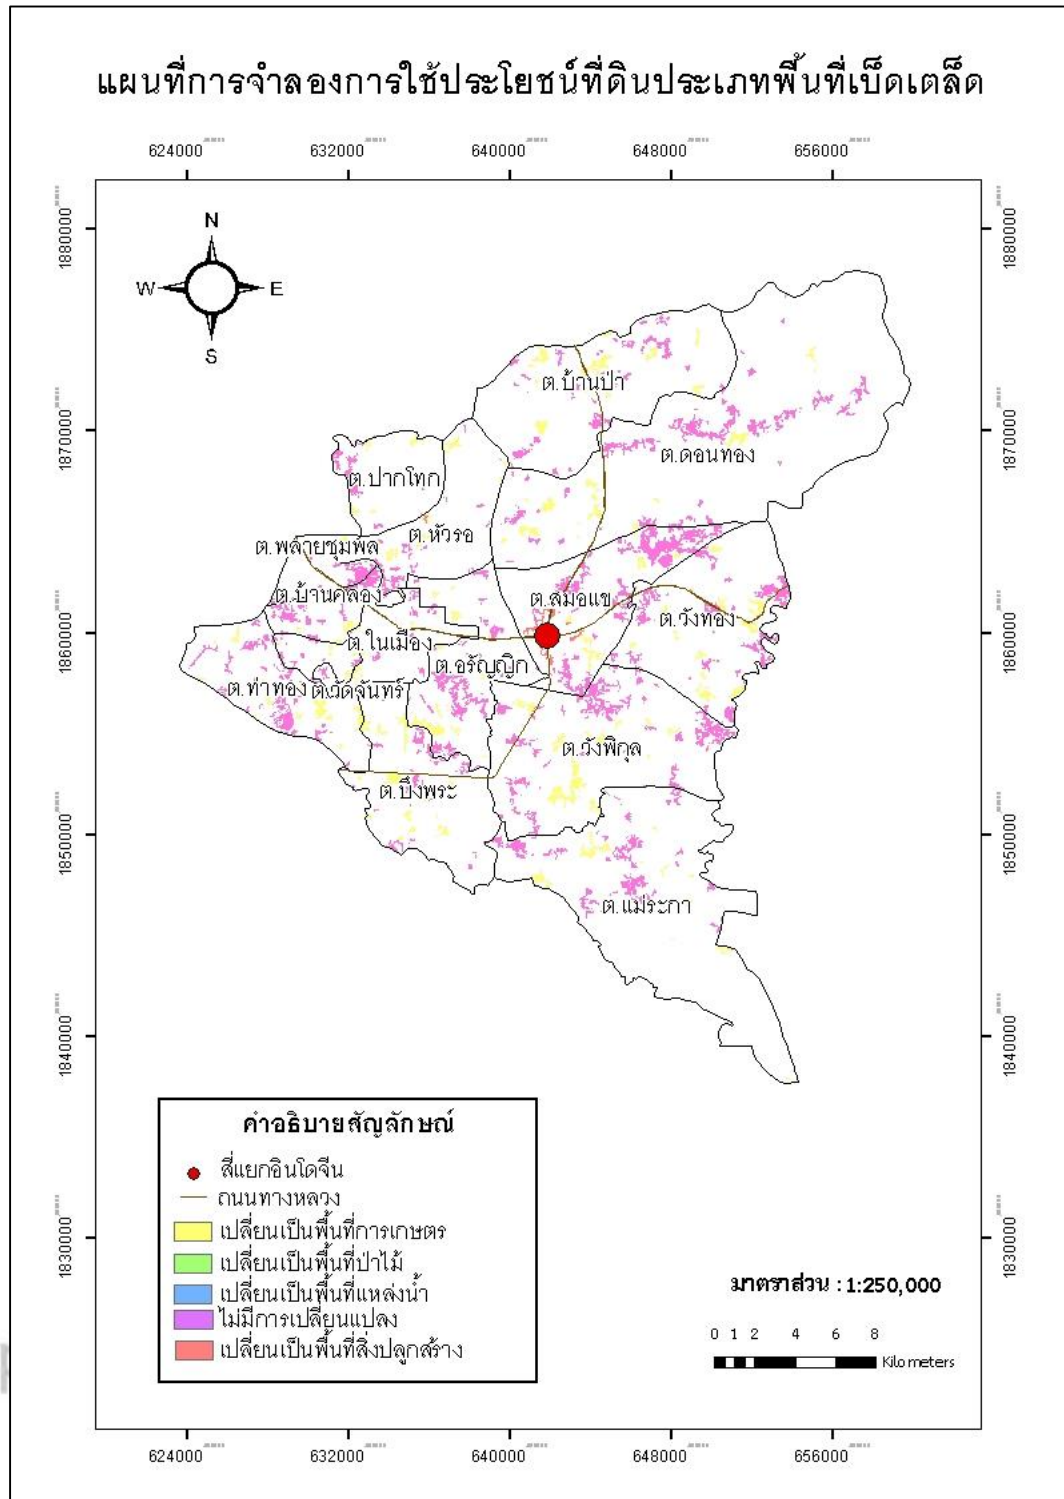 แผนที่การจำลองการใช้ประโยชน์ที่ดินประเภทพื้นที่เบ็ดเตล็ด
624000 632000 640000 648000 656000
1880000 1880000
N
W E
S
ต.บ้านป่า
1870000 1870000
ต.ดอนทอง
ต.ปากโทก
ต.หัวรอ
ต.พลายชุมพล
ต.บ้านคลอง
ต.สมอแข
ต.วังทอง
1860000 1860000
ต.ในเมือง
ต.อรัญญิก
ต.ท่าทอง
ต.วัดจันทร์
ต.วังพิกุล
ต.บึงพระ
1850000 1850000
ต.แม่ระกา
1840000 1840000
คำอธิบายสัญลักษณ์
สี่แยกอินโดจีน
ถนนทางหลวง
เปลี่ยนเป็นพื้นที่การเกษตร
เปลี่ยนเป็นพื้นที่ป่าไม้
เปลี่ยนเป็นพื้นที่แหล่งน้ำ
ไม่มีการเปลี่ยนแปลง
เปลี่ยนเป็นพื้นที่สิ่งปลูกสร้าง
1830000 1830000
มาตราส่วน : 1:250,000
0 1 2 4 6 8
Kilometers
624000 632000 640000 648000 656000